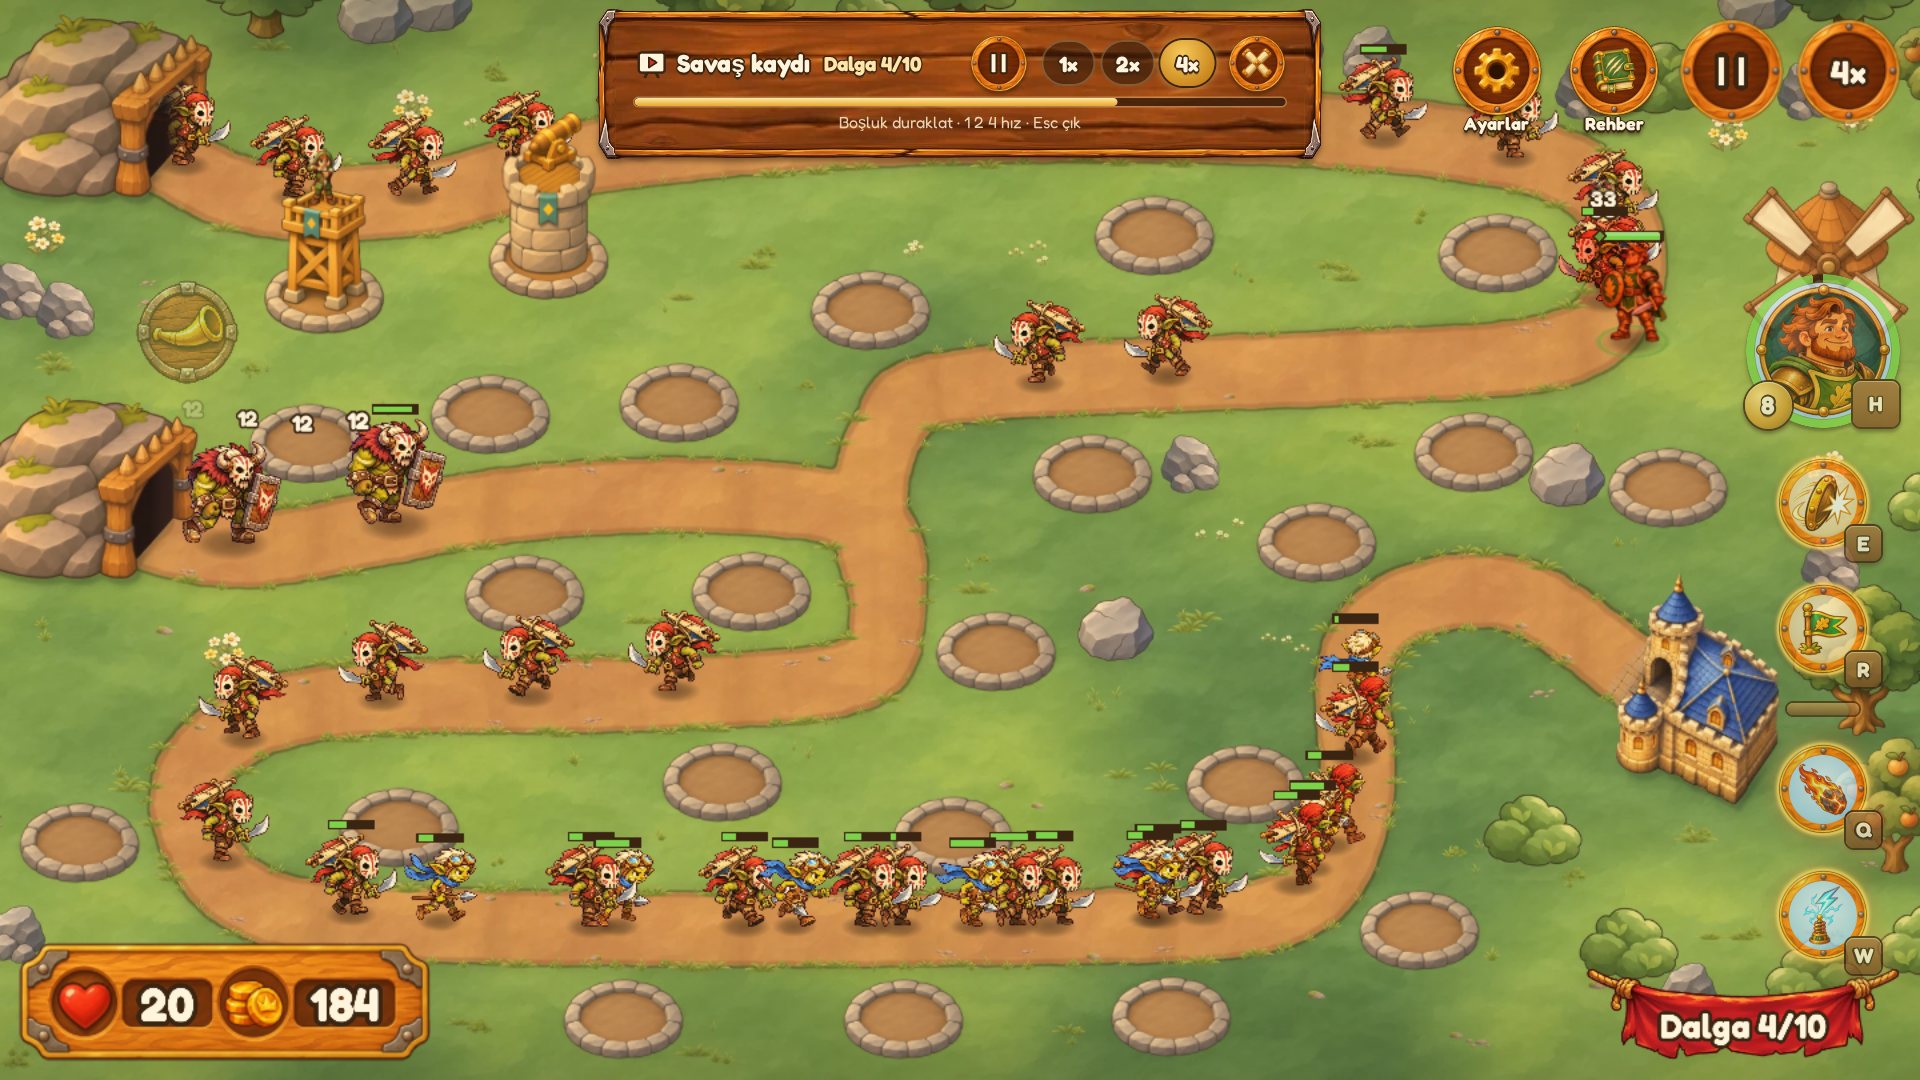 Savaş kaydı Dalga 4/10
1x 2x 4x
Boşluk duraklat · 1 2 4 hız · Esc çık
Ayarlar
Rehber
4x
33
8
H
12
12
12
12
E
R
Q
W
20
184
Dalga 4/10